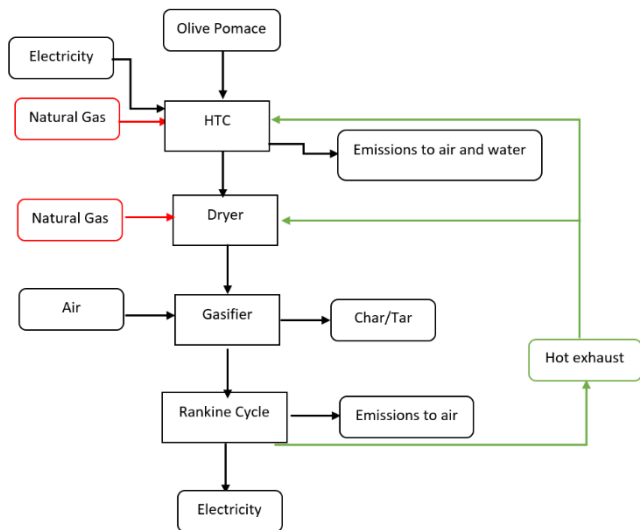 Olive Pomace
Electricity
Natural Gas
HTC
Emissions to air and water
Natural Gas
Dryer
Air
Gasifier
Char/Tar
Hot exhaust
Rankine Cycle
Emissions to air
Electricity